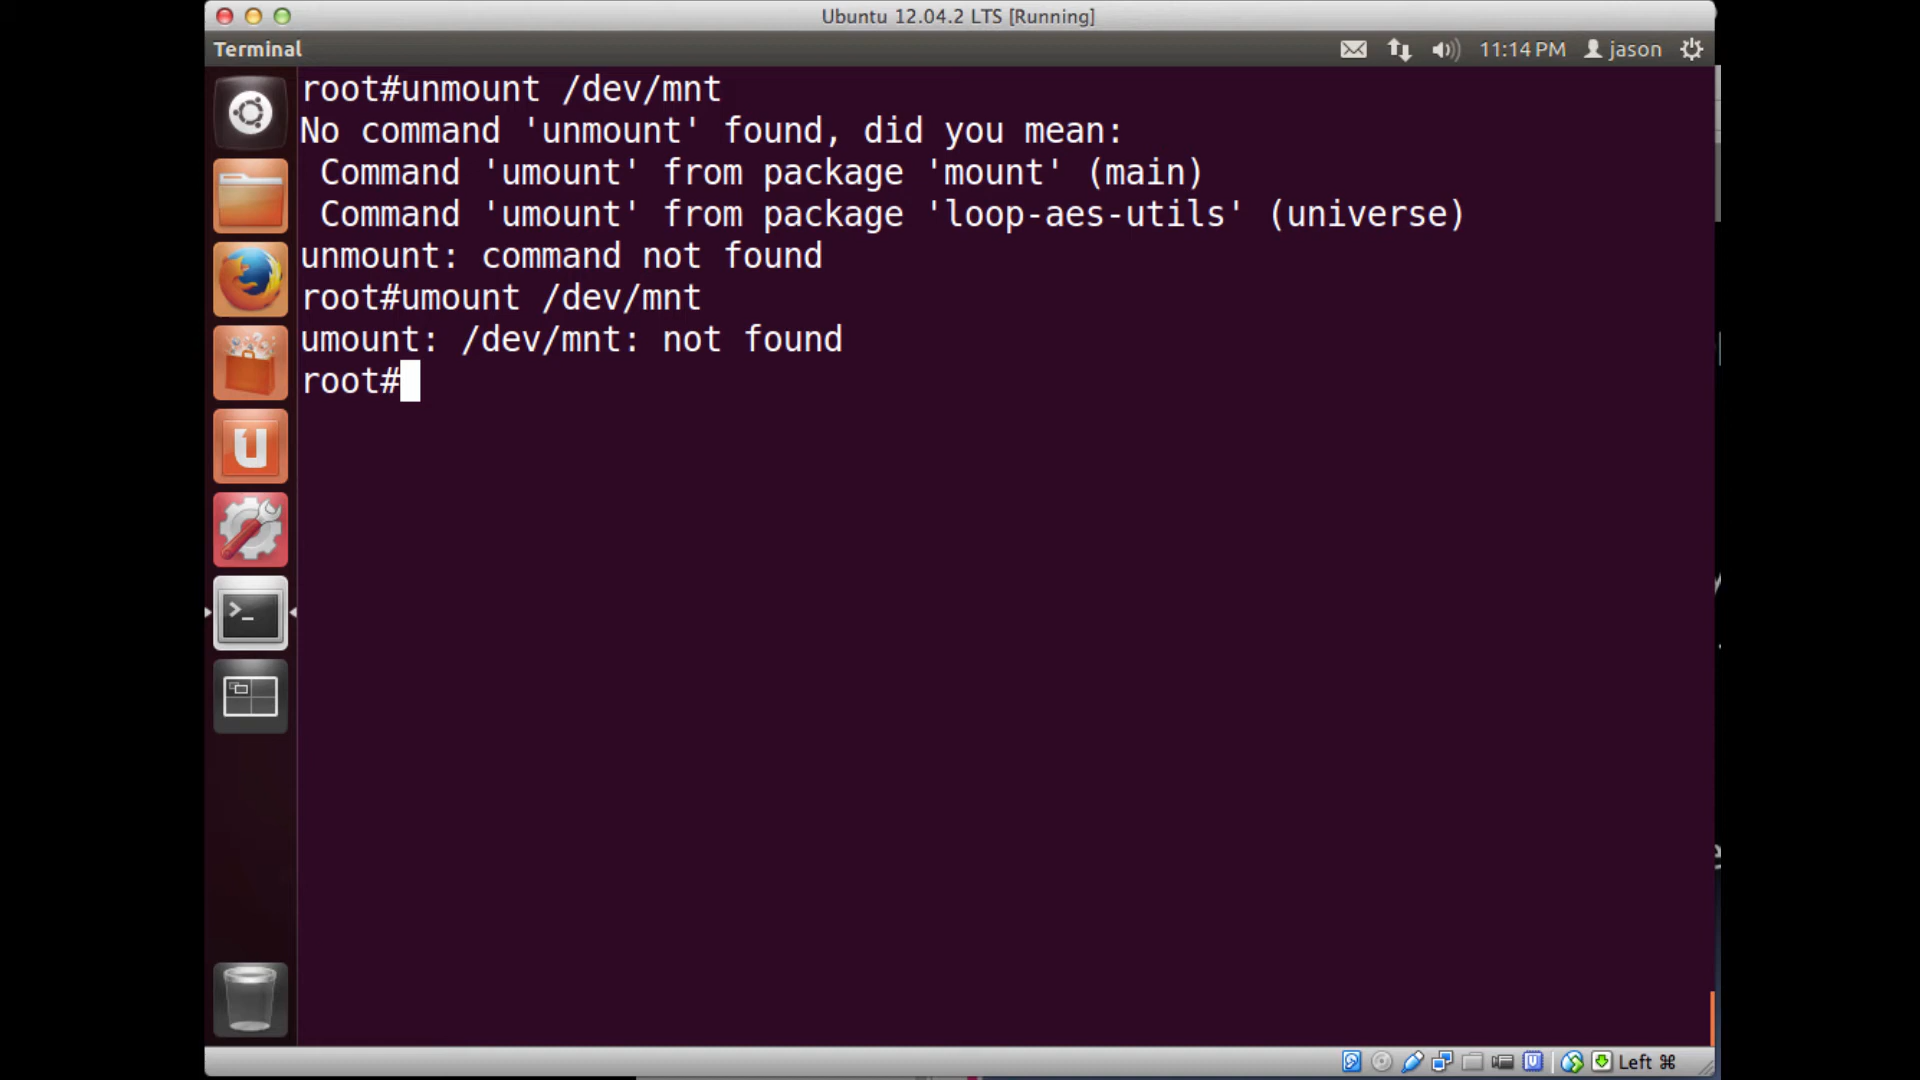 Ubuntu 12.04.2 LTS [Running]
Terminal
11:14 PM
jason
root#unmount /dev/mnt
No command 'unmount' found, did you mean:
Command 'umount' from package 'mount' (main)
Command 'umount' from package 'loop-aes-utils' (universe)
unmount: command not found
root#umount /dev/mnt
umount: /dev/mnt: not found
root#
Left ⌘